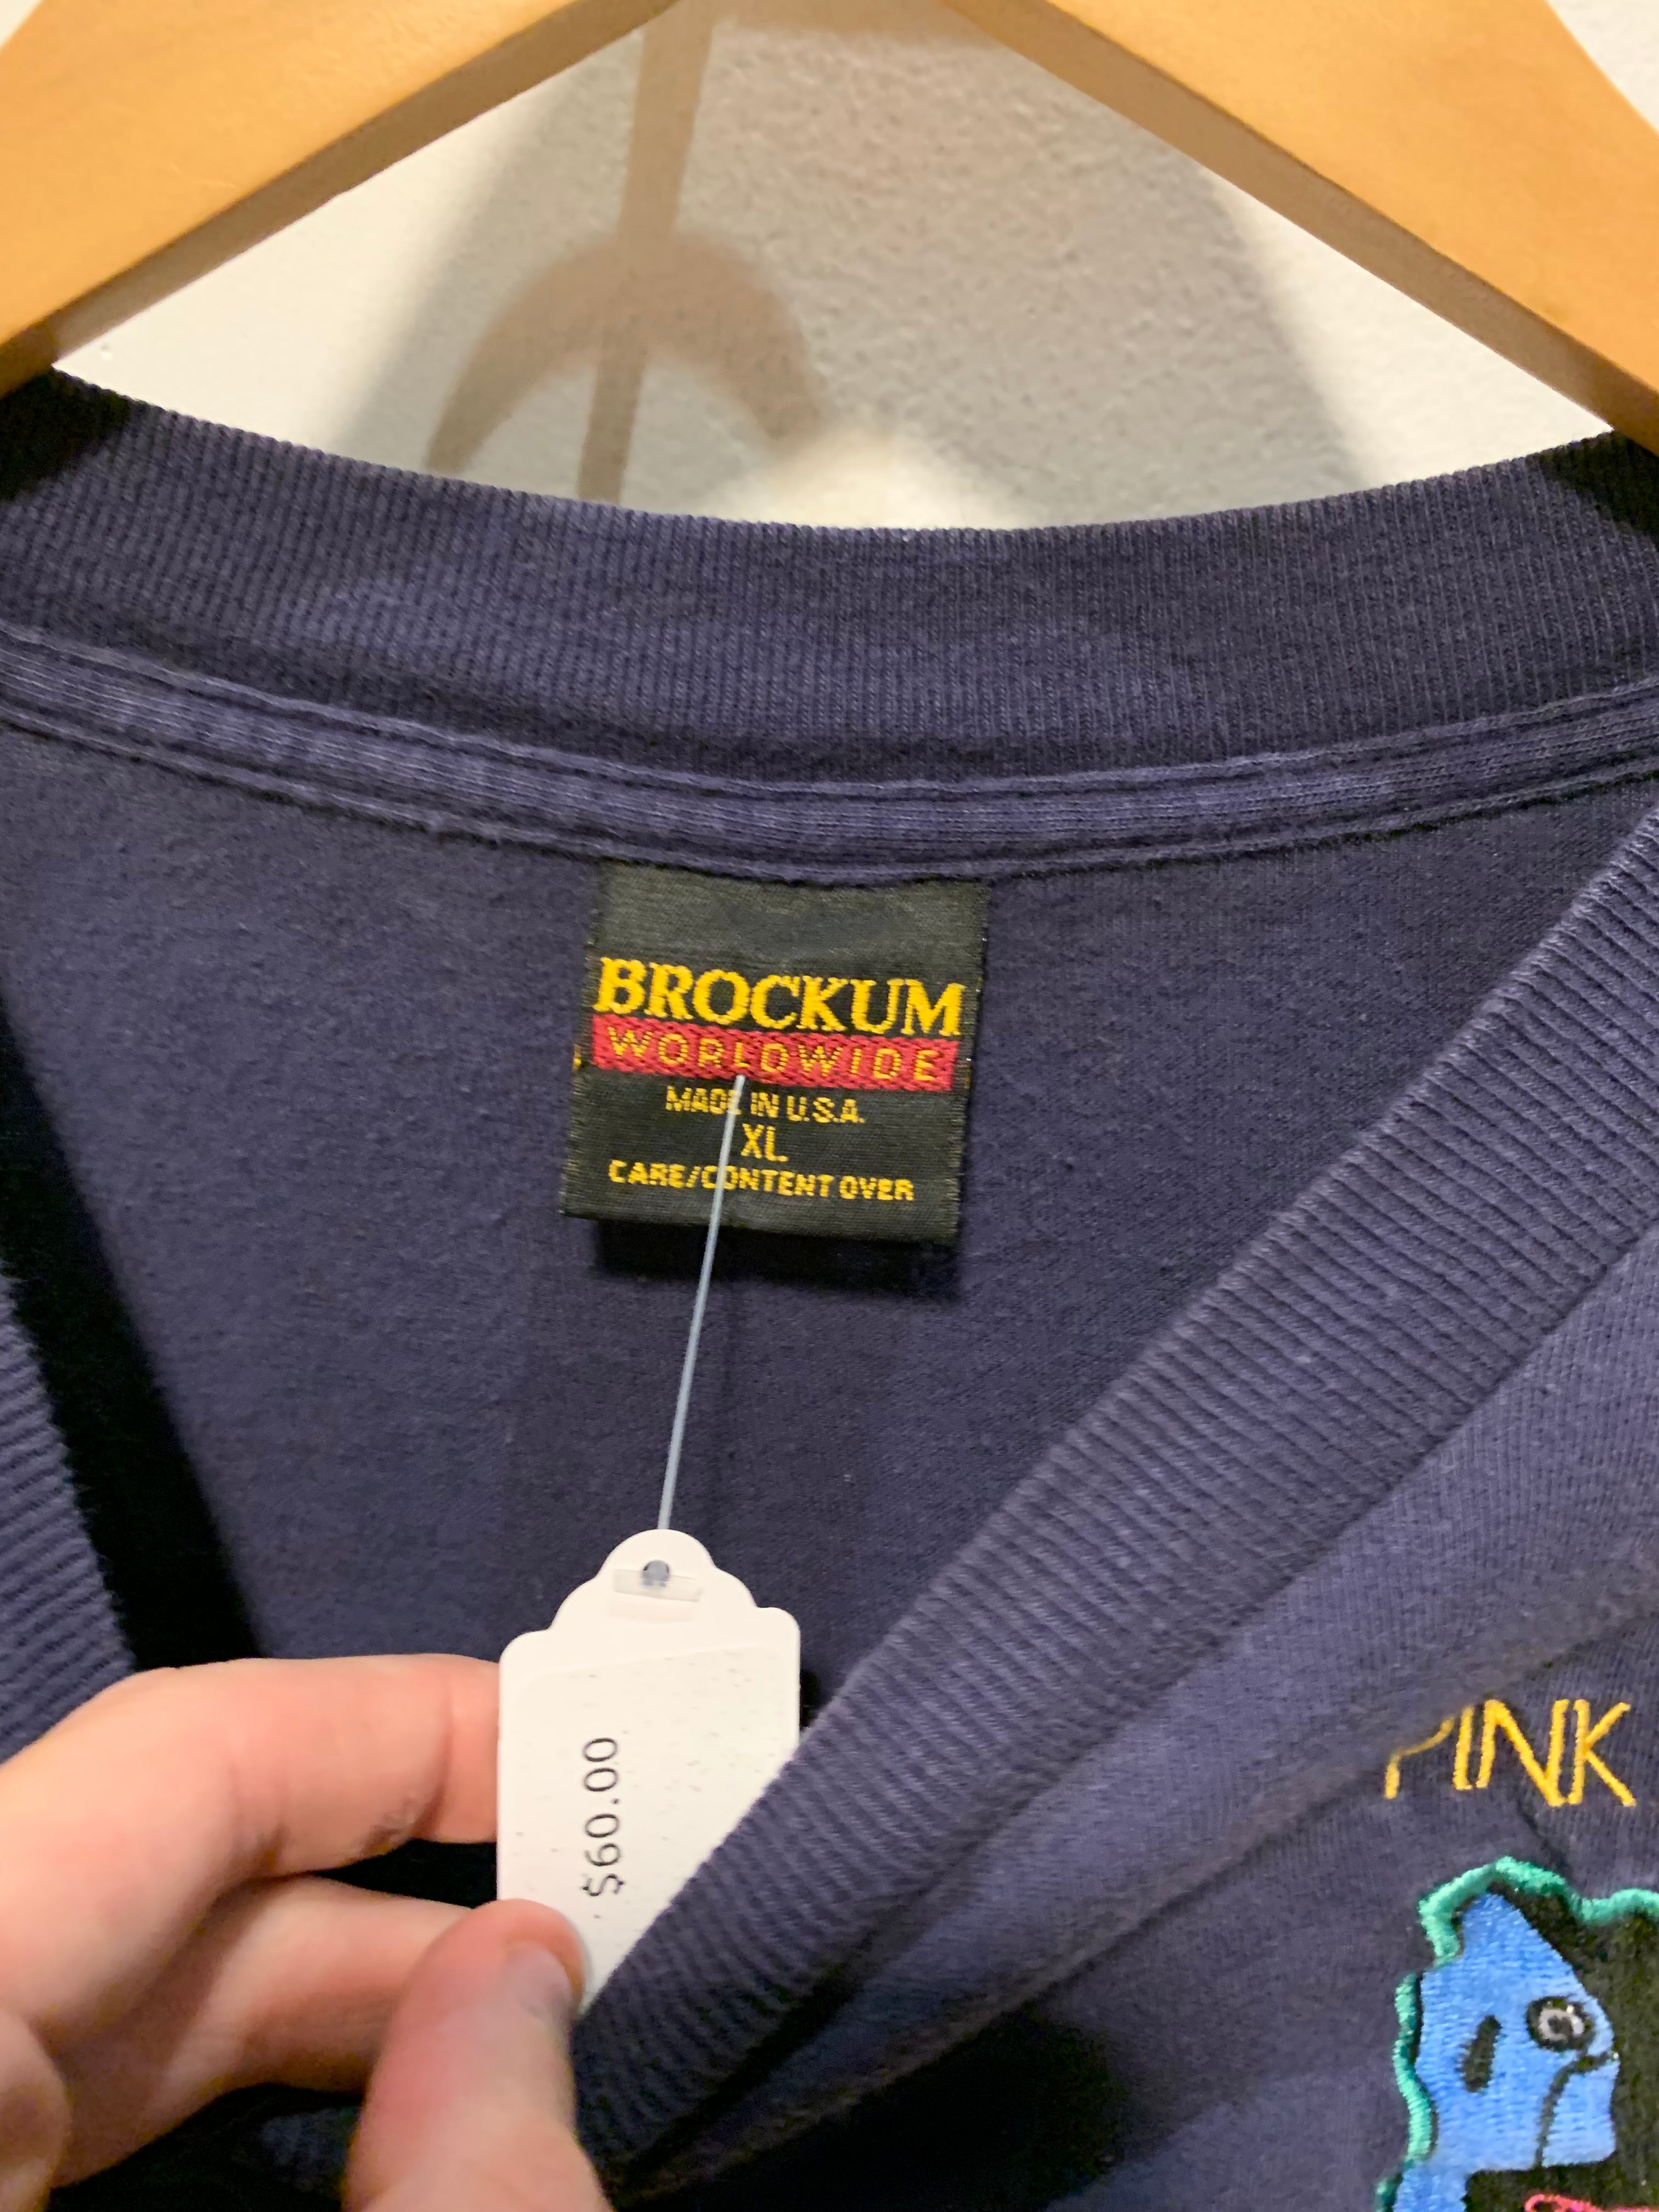 BROCKUM
WORLDWIDE
MADE IN U.S.A.
XL
CARE/CONTENT OVER
$60.00
PINK